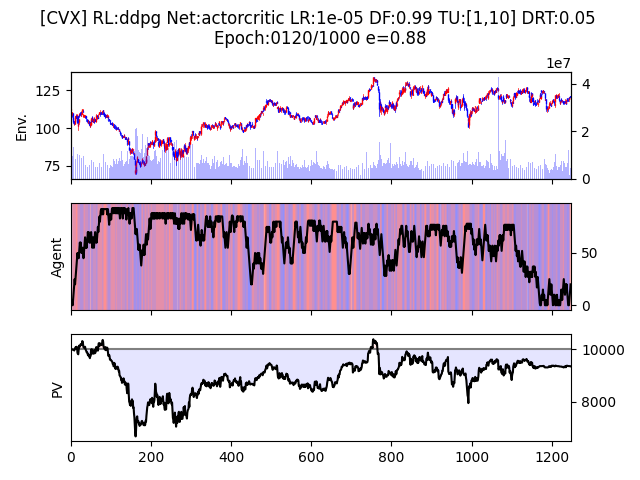 [CVX] RL:ddpg Net:actorcritic LR:1e-05 DF:0.99 TU:[1,10] DRT:0.05
Epoch:0120/1000 e=0.88
1e7
125
100
75
Env.
4
2
0
Agent
50
0
PV
10000
8000
0 200 400 600 800 1000 1200